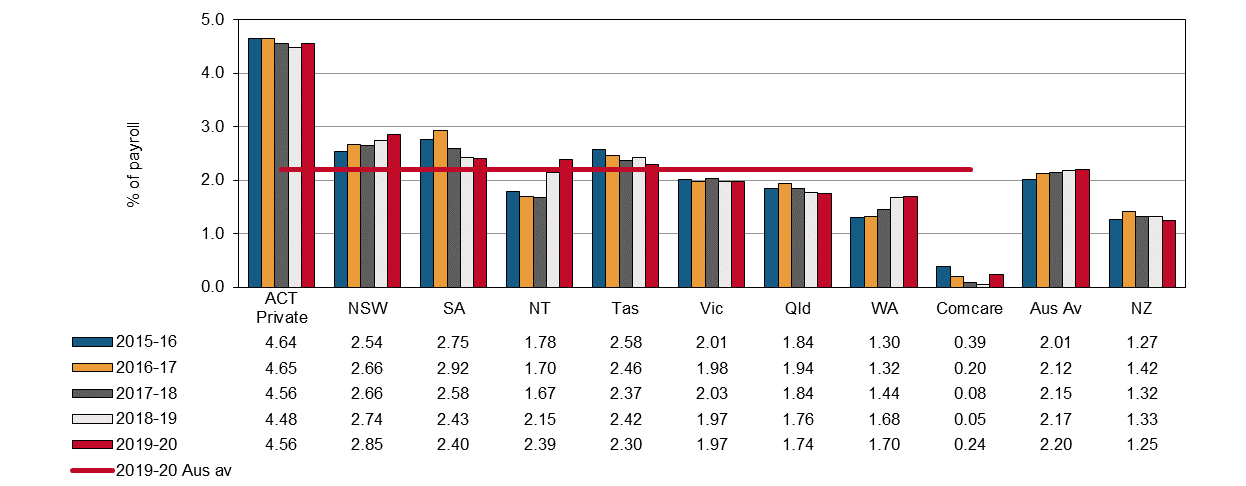 5.0
4.0
3.0
2.0
1.0
0.0
% of payroll
ACT Private NSW SA NT Tas Vic Qld WA Comcare Aus Av NZ
2015-16 4.64 2.54 2.75 1.78 2.58 2.01 1.84 1.30 0.39 2.01 1.27
2016-17 4.65 2.66 2.92 1.70 2.46 1.98 1.94 1.32 0.20 2.12 1.42
2017-18 4.56 2.66 2.58 1.67 2.37 2.03 1.84 1.44 0.08 2.15 1.32
2018-19 4.48 2.74 2.43 2.15 2.42 1.97 1.76 1.68 0.05 2.17 1.33
2019-20 4.56 2.85 2.40 2.39 2.30 1.97 1.74 1.70 0.24 2.20 1.25
2019-20 Aus av